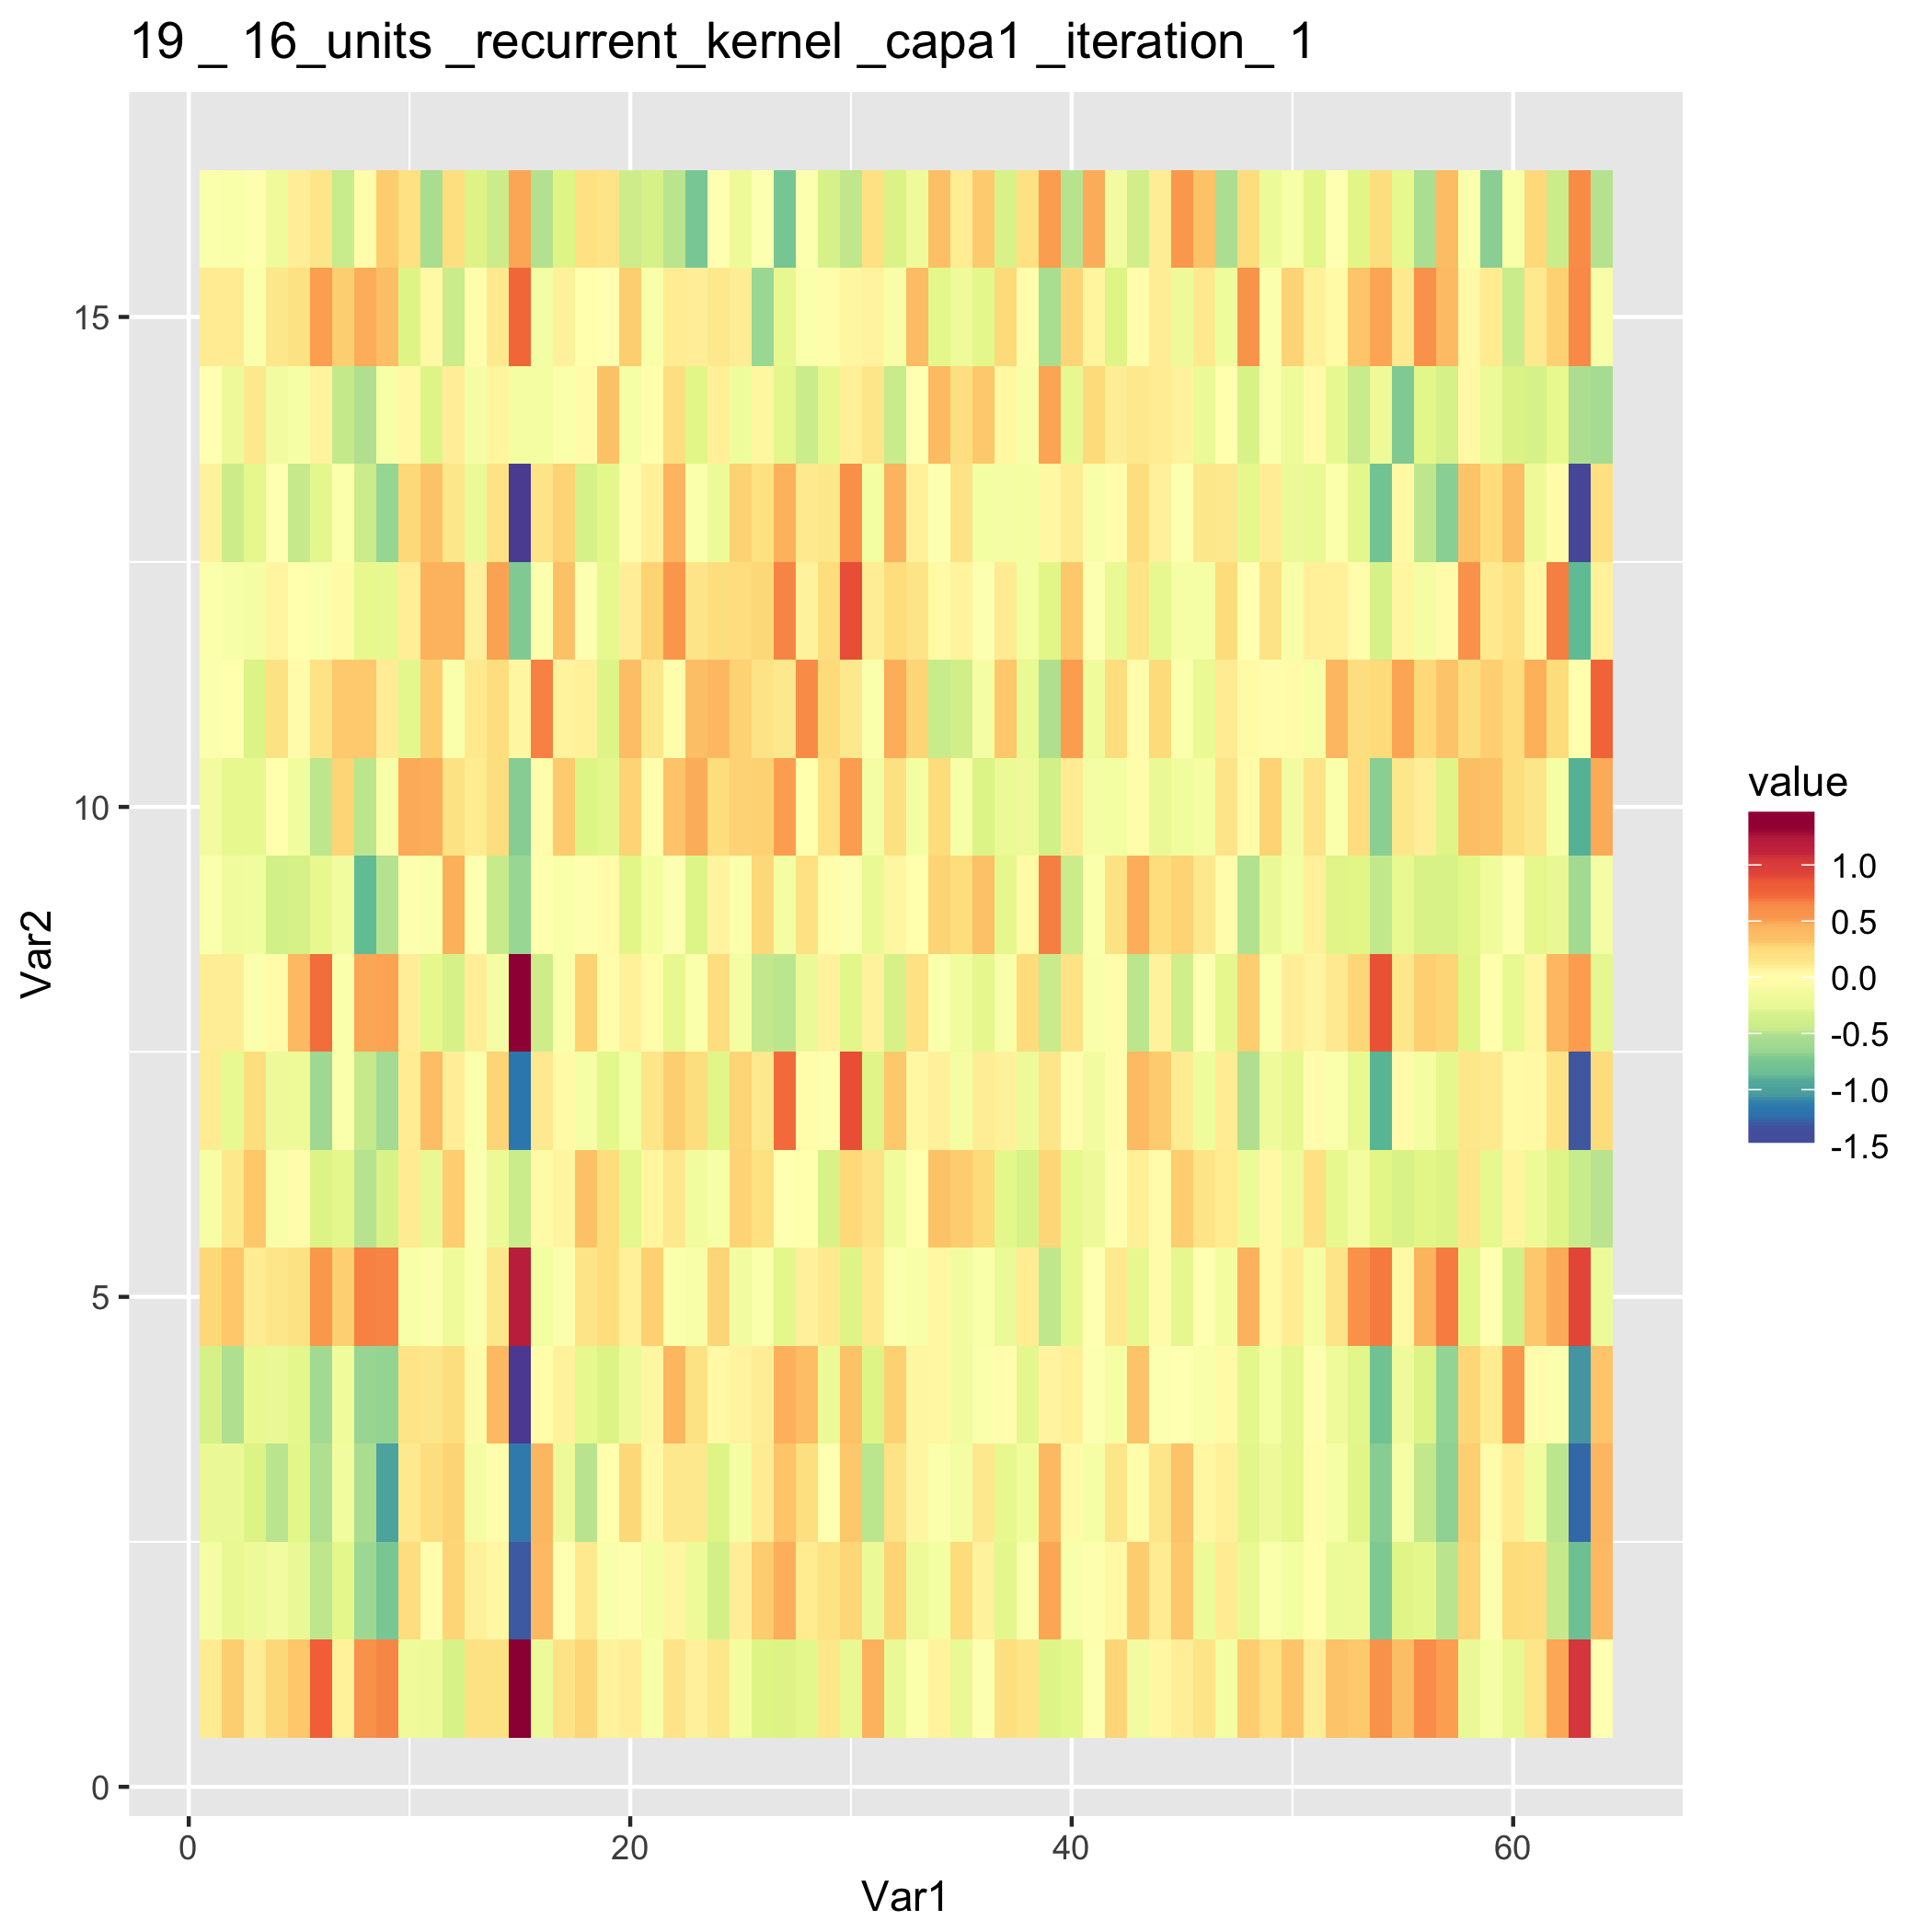 19 _ 16_units _recurrent_kernel _capa1 _iteration_ 1
15
10
5
0
Var2
0 20 40 60
Var1
value
1.0
0.5
0.0
-0.5
-1.0
-1.5